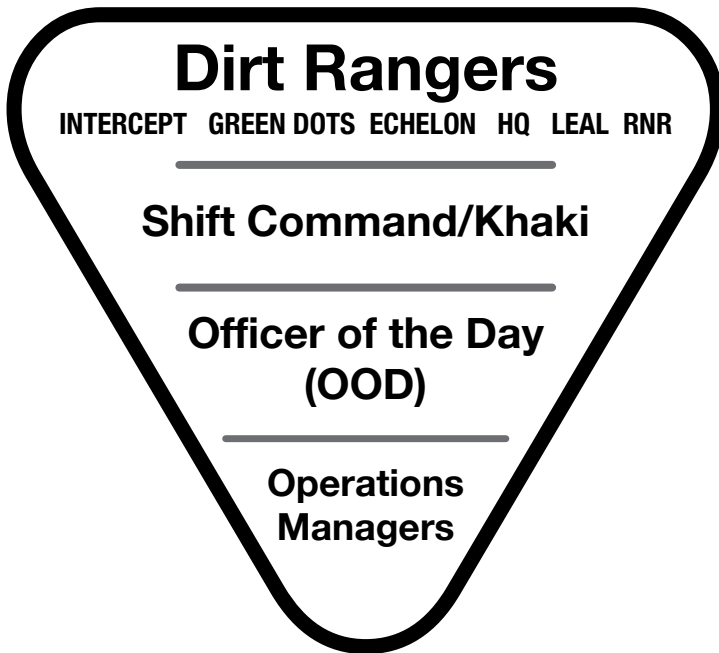 Dirt Rangers
INTERCEPT GREEN DOTS ECHELON HQ LEAL RNR
Shift Command/Khaki
Officer of the Day
(OOD)
Operations
Managers